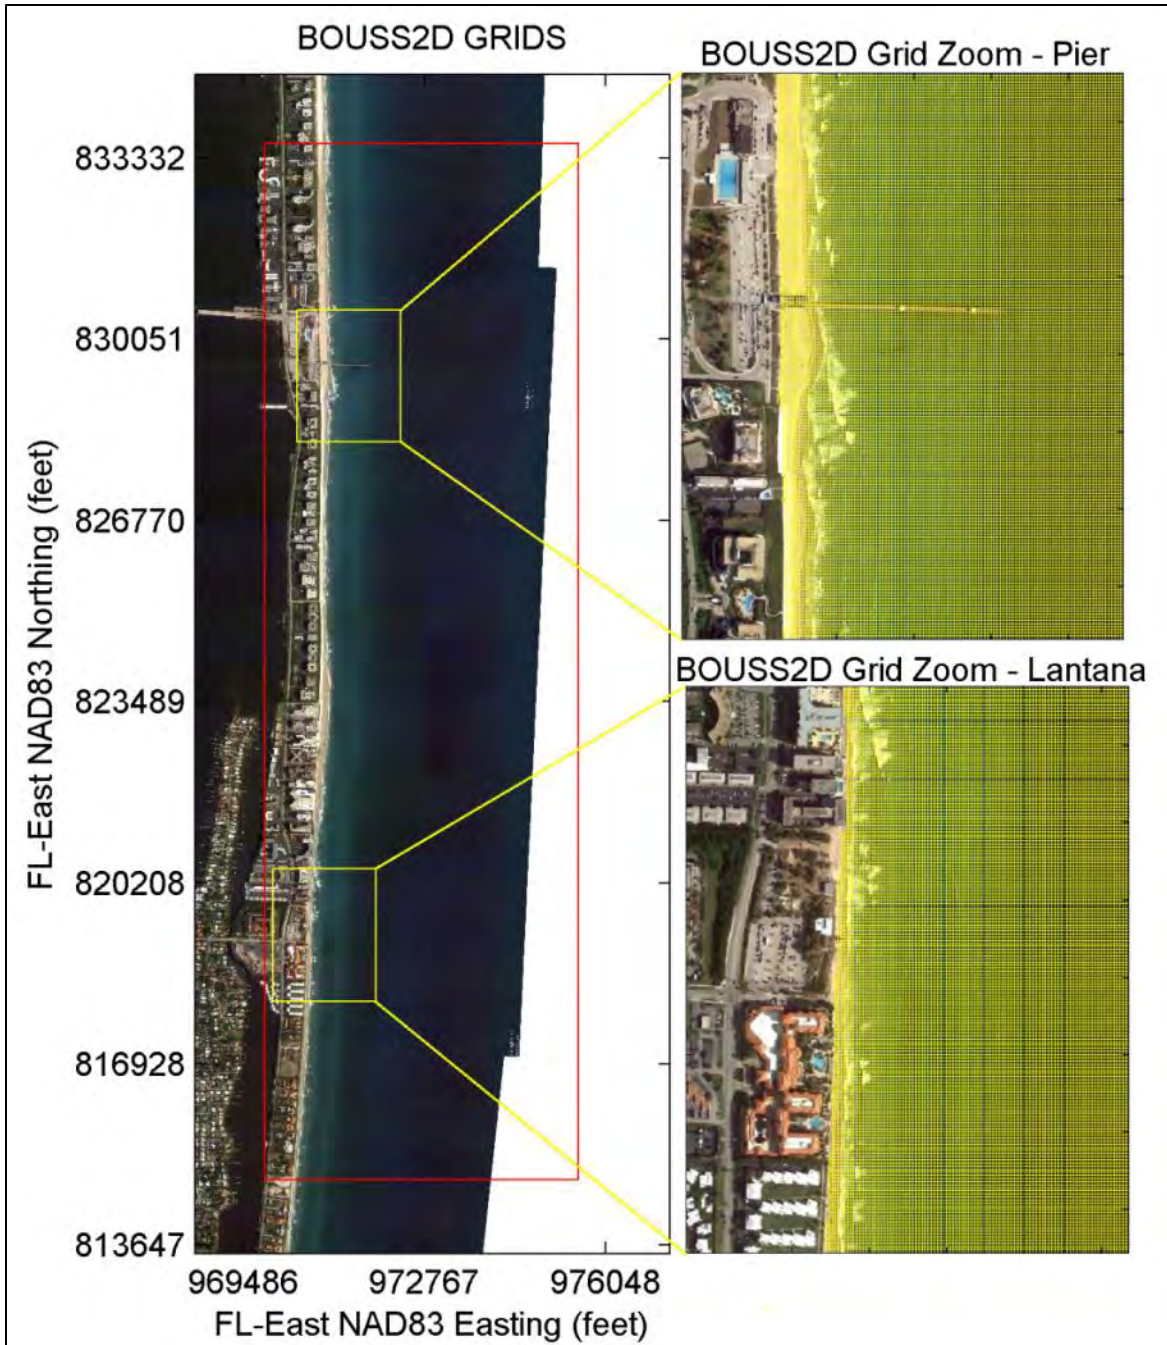 BOUSS2D GRIDS
BOUSS2D Grid Zoom - Pier
833332
830051
826770
823489
820208
816928
813647
FL-East NAD83 Northing (feet)
BOUSS2D Grid Zoom - Lantana
969486 972767 976048
FL-East NAD83 Easting (feet)